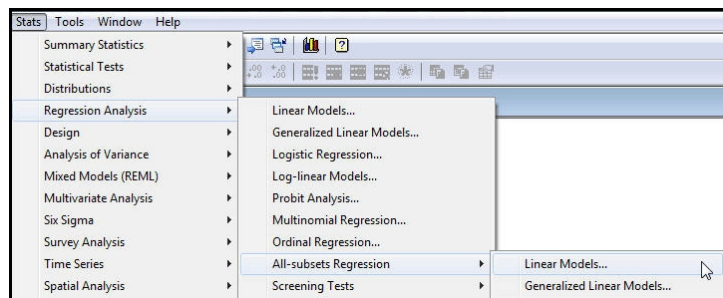 Stats Tools Window Help
Summary Statistics
Statistical Tests
Distributions
Regression Analysis
Design
Analysis of Variance
Mixed Models (REML)
Multivariate Analysis
Six Sigma
Survey Analysis
Time Series
Spatial Analysis
Linear Models...
Generalized Linear Models...
Logistic Regression...
Log-linear Models...
Probit Analysis...
Multinomial Regression...
Ordinal Regression...
All-subsets Regression
Screening Tests
Linear Models...
Generalized Linear Models...